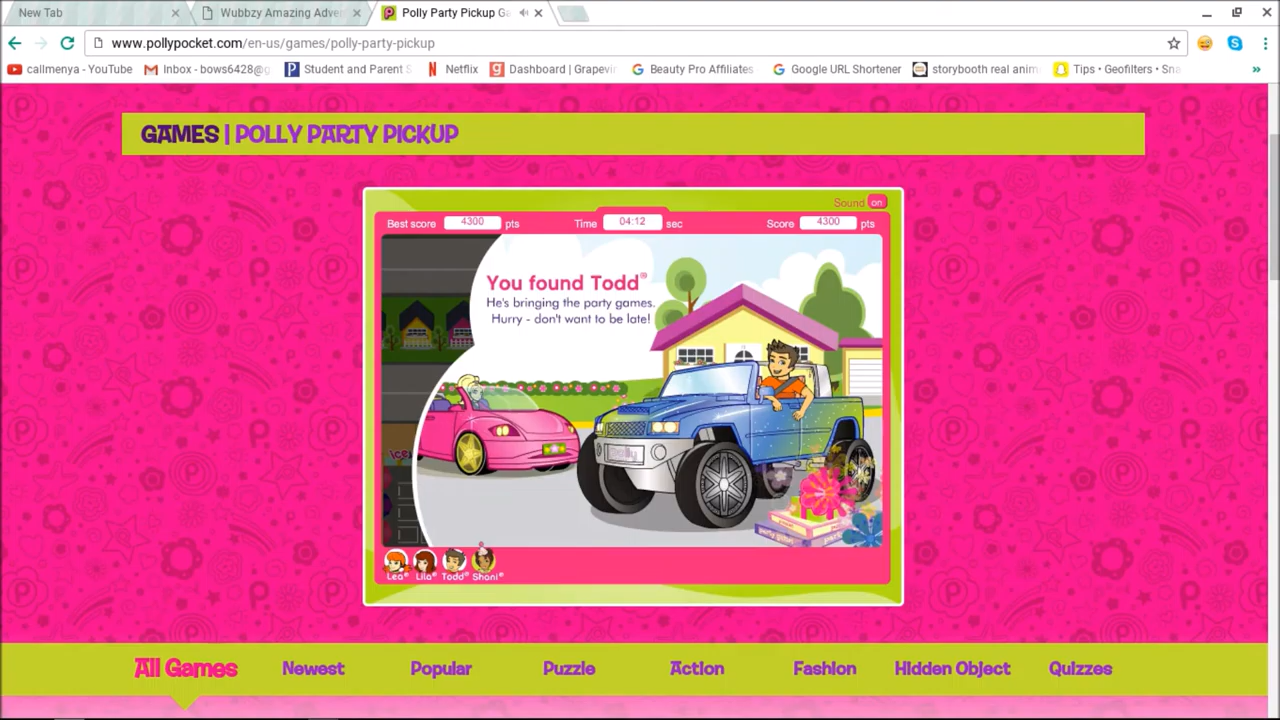 New Tab
Wubbzy Amazing Adve
Polly Party Pickup Ga
www.pollypocket.com/en-us/games/polly-party-pickup
callmenya - YouTube
Inbox - bows6428@g
Student and Parent S
Netflix
Dashboard | Grapevin
Beauty Pro Affiliates
Google URL Shortener
storybooth real anim
Tips • Geofilters • Sna
GAMES | POLLY PARTY PICKUP
Sound on
Best score 4300 pts
Time 04:12 sec
Score 4300 pts
You found Todd®
He's bringing the party games.
Hurry - don't want to be late!
Polly
Lea® Lila® Todd® Shani®
All Games
Newest
Popular
Puzzle
Action
Fashion
Hidden Object
Quizzes